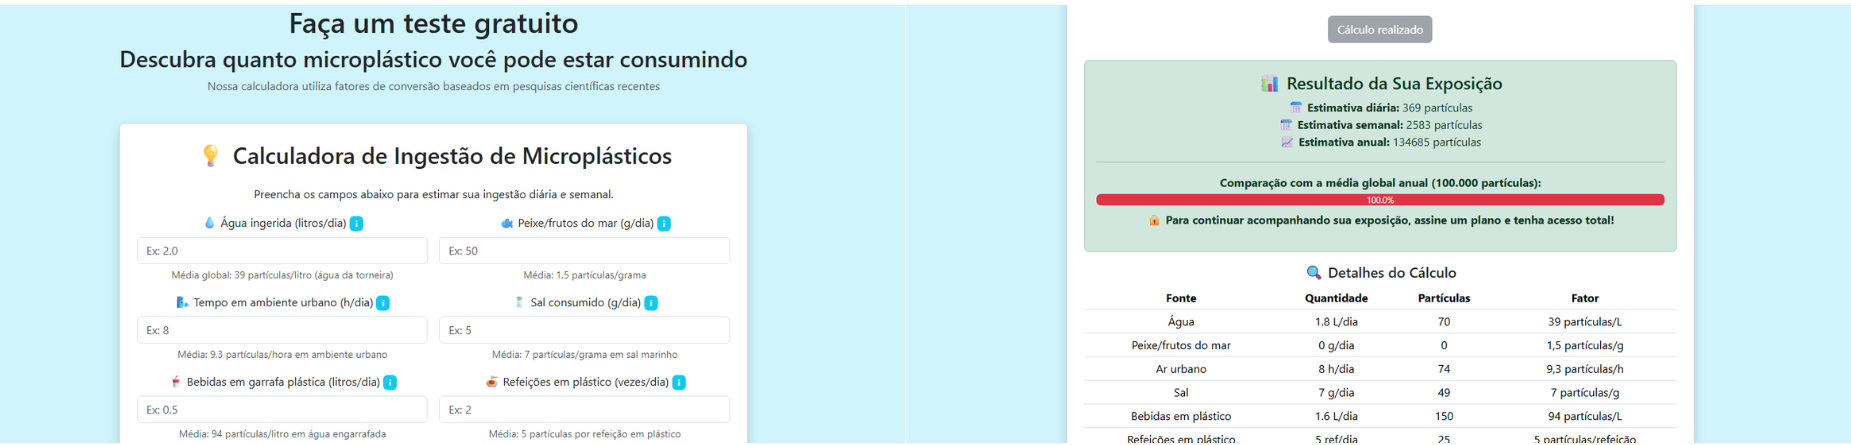 Faça um teste gratuito
Descubra quanto microplástico você pode estar consumindo
Nossa calculadora utiliza fatores de conversão baseados em pesquisas científicas recentes
Calculadora de Ingestão de Microplásticos
Preencha os campos abaixo para estimar sua ingestão diária e semanal.
Água ingerida (litros/dia) i
Peixe/frutos do mar (g/dia) i
Ex: 2.0
Ex: 50
Média global: 39 partículas/litro (água da torneira)
Média: 1,5 partículas/grama
Tempo em ambiente urbano (h/dia) i
Sal consumido (g/dia) i
Ex: 8
Ex: 5
Média: 9,3 partículas/hora em ambiente urbano
Média: 7 partículas/grama em sal marinho
Bebidas em garrafa plástica (litros/dia) i
Refeições em plástico (vezes/dia) i
Ex: 0.5
Ex: 2
Média: 94 partículas/litro em água engarrafada
Média: 5 partículas por refeição em plástico
Cálculo realizado
Resultado da Sua Exposição
Estimativa diária: 369 partículas
Estimativa semanal: 2583 partículas
Estimativa anual: 134685 partículas
Comparação com a média global anual (100.000 partículas):
100.0%
Para continuar acompanhando sua exposição, assine um plano e tenha acesso total!
Detalhes do Cálculo
Fonte Quantidade Partículas Fator
Água 1.8 L/dia 70 39 partículas/L
Peixe/frutos do mar 0 g/dia 0 1,5 partículas/g
Ar urbano 8 h/dia 74 9,3 partículas/h
Sal 7 g/dia 49 7 partículas/g
Bebidas em plástico 1.6 L/dia 150 94 partículas/L
Refeições em plástico 5 ref/dia 25 5 partículas/refeição